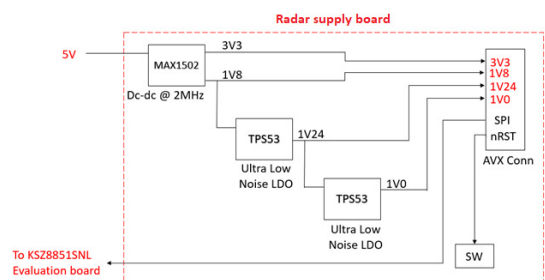 Radar supply board
5V
MAX1502
Dc-dc @ 2MHz
3V3
1V8
3V3
1V8
1V24
1V0
SPI
nRST
AVX Conn
TPS53
1V24
Ultra Low
Noise LDO
TPS53
1V0
Ultra Low
Noise LDO
SW
To KSZ8851SNL
Evaluation board